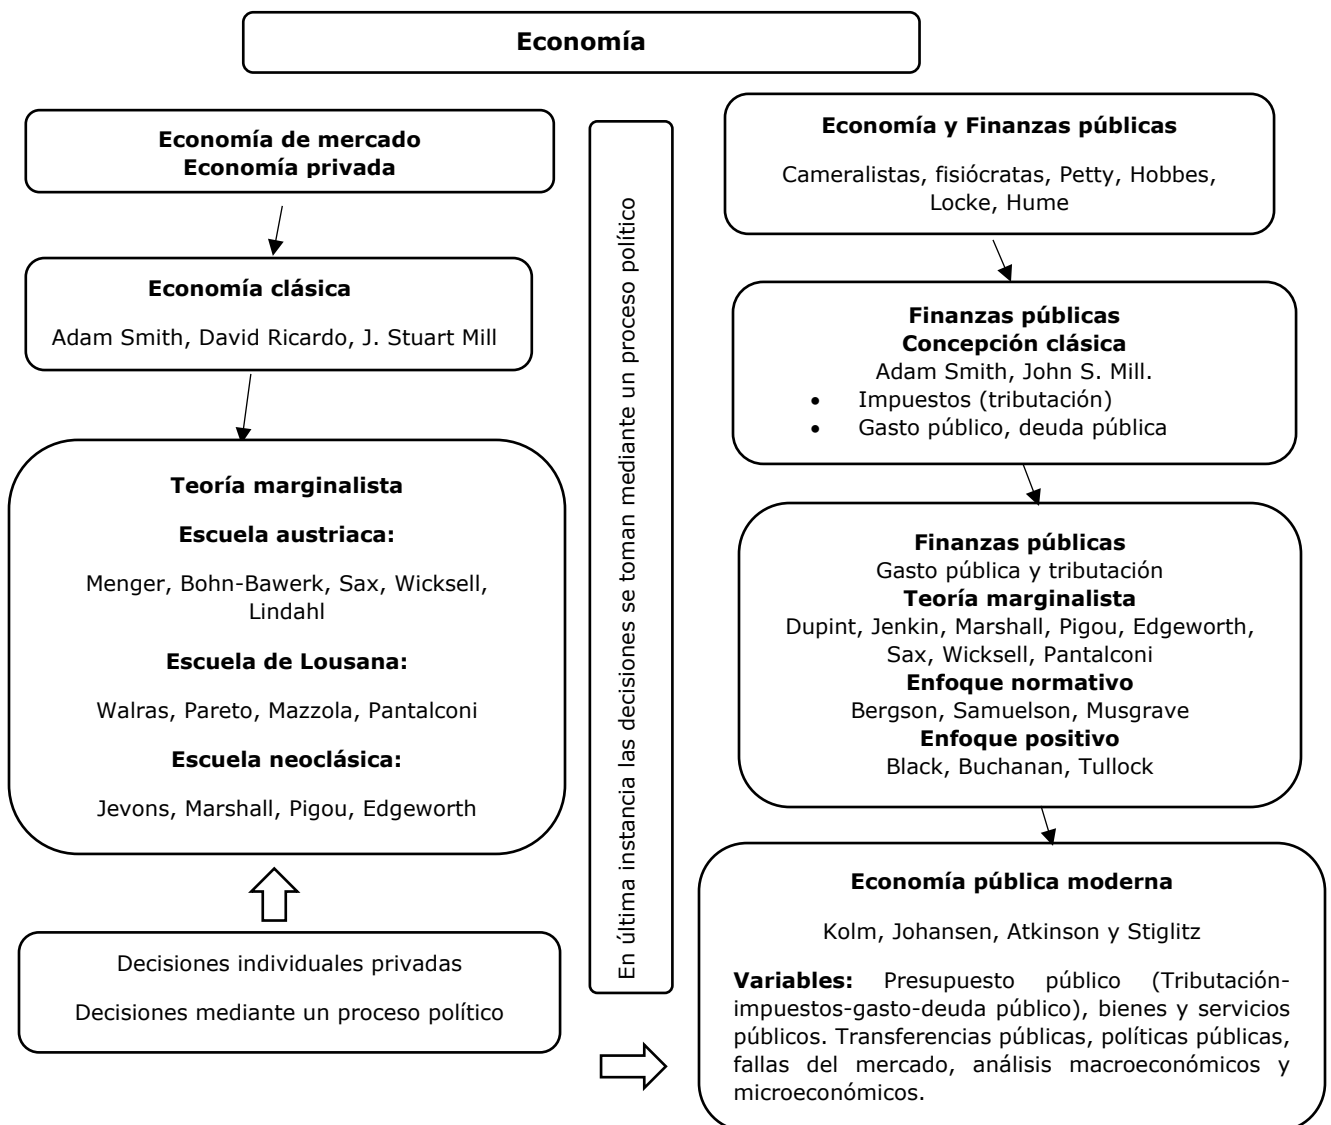 Economía
Economía de mercado
Economía privada
Economía clásica
Adam Smith, David Ricardo, J. Stuart Mill
Teoría marginalista
Escuela austriaca:
Menger, Bohn-Bawerk, Sax, Wicksell,
Lindahl
Escuela de Lousana:
Walras, Pareto, Mazzola, Pantalconi
Escuela neoclásica:
Jevons, Marshall, Pigou, Edgeworth
Decisiones individuales privadas
Decisiones mediante un proceso político
En última instancia las decisiones se toman mediante un proceso político
Economía y Finanzas públicas
Cameralistas, fisiócratas, Petty, Hobbes,
Locke, Hume
Finanzas públicas
Concepción clásica
Adam Smith, John S. Mill.
• Impuestos (tributación)
• Gasto público, deuda pública
Finanzas públicas
Gasto pública y tributación
Teoría marginalista
Dupint, Jenkin, Marshall, Pigou, Edgeworth,
Sax, Wicksell, Pantalconi
Enfoque normativo
Bergson, Samuelson, Musgrave
Enfoque positivo
Black, Buchanan, Tullock
Economía pública moderna
Kolm, Johansen, Atkinson y Stiglitz
Variables: Presupuesto público (Tributación-
impuestos-gasto-deuda público), bienes y servicios
públicos. Transferencias públicas, políticas públicas,
fallas del mercado, análisis macroeconómicos y
microeconómicos.